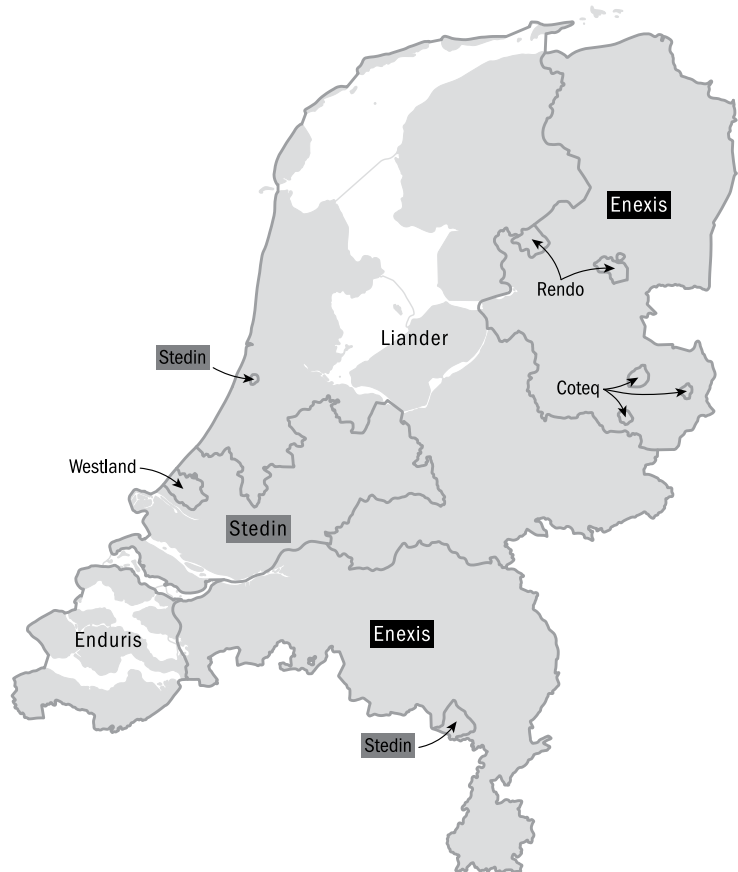 Enexis
Rendo
Liander
Stedin
Coteq
Westland
Stedin
Enduris
Enexis
Stedin